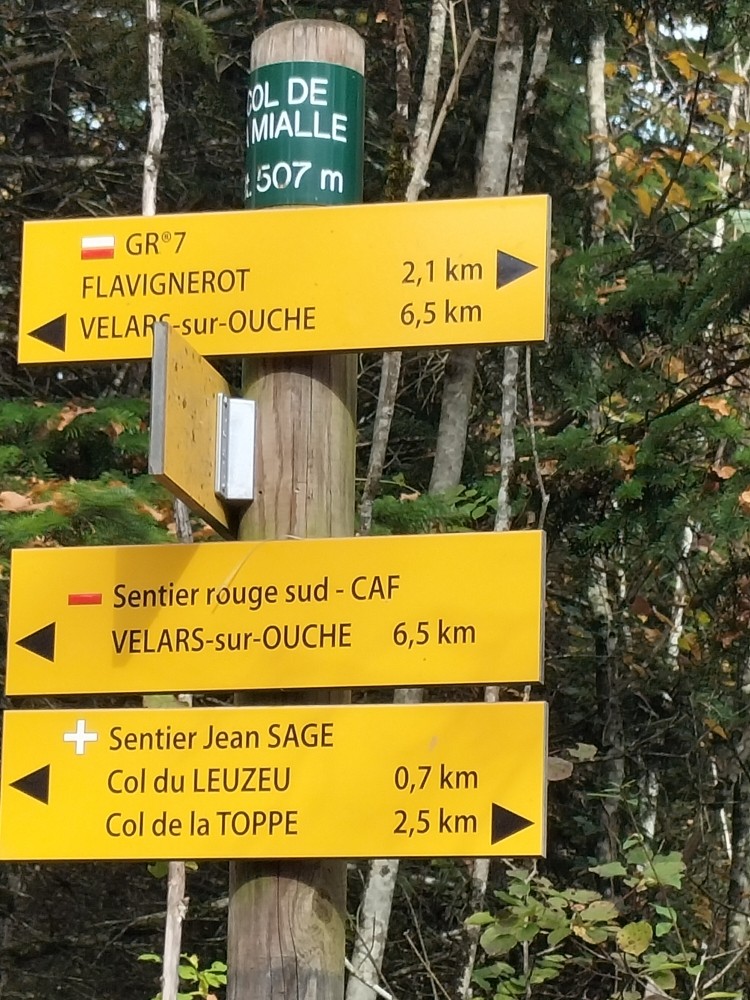 COL DE
MIALLE
507 m
GR®7
FLAVIGNEROT 2,1 km
VELARS-sur-OUCHE 6,5 km
Sentier rouge sud - CAF
VELARS-sur-OUCHE 6,5 km
Sentier Jean SAGE
Col du LEUZEU 0,7 km
Col de la TOPPE 2,5 km